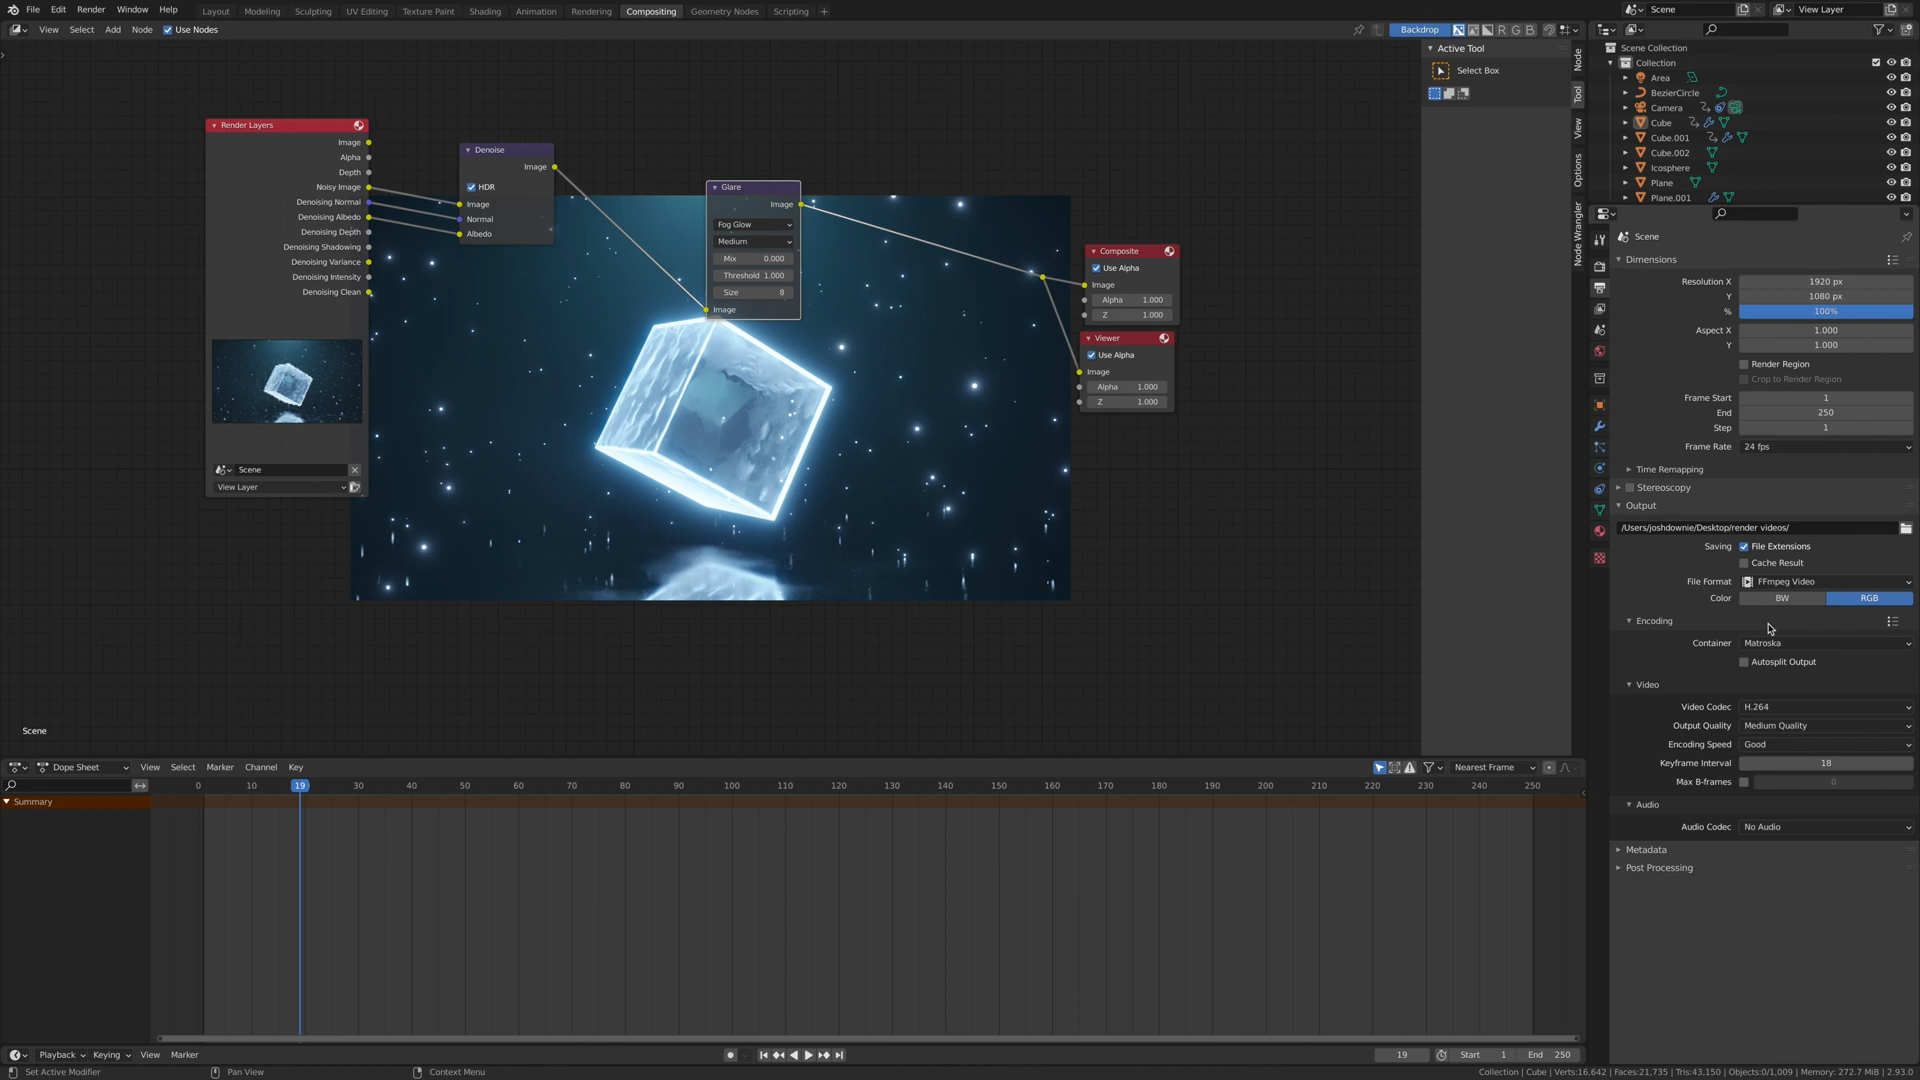 File Edit Render Window Help Layout Modeling Sculpting UV Editing Texture Paint Shading Animation Rendering Compositing Geometry Nodes Scripting + Scene View Layer
View Select Add Node Use Nodes Backdrop R G B
Active Tool
Select Box
Node
Tool
View
Options
Node Wrangler
Scene Collection
Collection
Area
BezierCircle
Camera
Cube
Cube.001
Cube.002
Icosphere
Plane
Plane.001
Render Layers
Image
Alpha
Depth
Noisy Image
Denoising Normal
Denoising Albedo
Denoising Depth
Denoising Shadowing
Denoising Variance
Denoising Intensity
Denoising Clean
Scene
View Layer
Denoise
Image
HDR
Image
Normal
Albedo
Glare
Image
Fog Glow
Medium
Mix 0.000
Threshold 1.000
Size 8
Image
Composite
Use Alpha
Image
Alpha 1.000
Z 1.000
Viewer
Use Alpha
Image
Alpha 1.000
Z 1.000
Scene
Scene
Dimensions
Resolution X 1920 px
Y 1080 px
% 100%
Aspect X 1.000
Y 1.000
Render Region
Crop to Render Region
Frame Start 1
End 250
Step 1
Frame Rate 24 fps
Time Remapping
Stereoscopy
Output
/Users/joshdownie/Desktop/render videos/
Saving File Extensions
Cache Result
File Format FFmpeg Video
Color BW RGB
Encoding
Container Matroska
Autosplit Output
Video
Video Codec H.264
Output Quality Medium Quality
Encoding Speed Good
Keyframe Interval 18
Max B-frames 0
Audio
Audio Codec No Audio
Metadata
Post Processing
Dope Sheet View Select Marker Channel Key Nearest Frame
0 10 19 30 40 50 60 70 80 90 100 110 120 130 140 150 160 170 180 190 200 210 220 230 240 250
Summary
Playback Keying View Marker 19 Start 1 End 250
Set Active Modifier Pan View Context Menu Collection | Cube | Verts:16,642 | Faces:21,735 | Tris:43,150 | Objects:0/1,009 | Memory: 272.7 MiB | 2.93.0